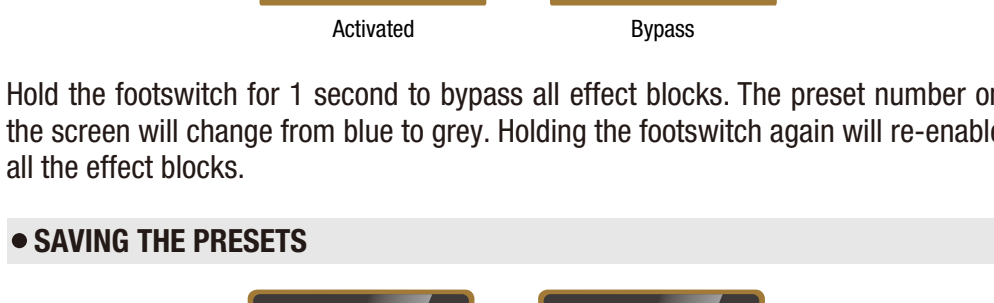 Activated Bypass
Hold the footswitch for 1 second to bypass all effect blocks. The preset number on
the screen will change from blue to grey. Holding the footswitch again will re-enable
all the effect blocks.
• SAVING THE PRESETS